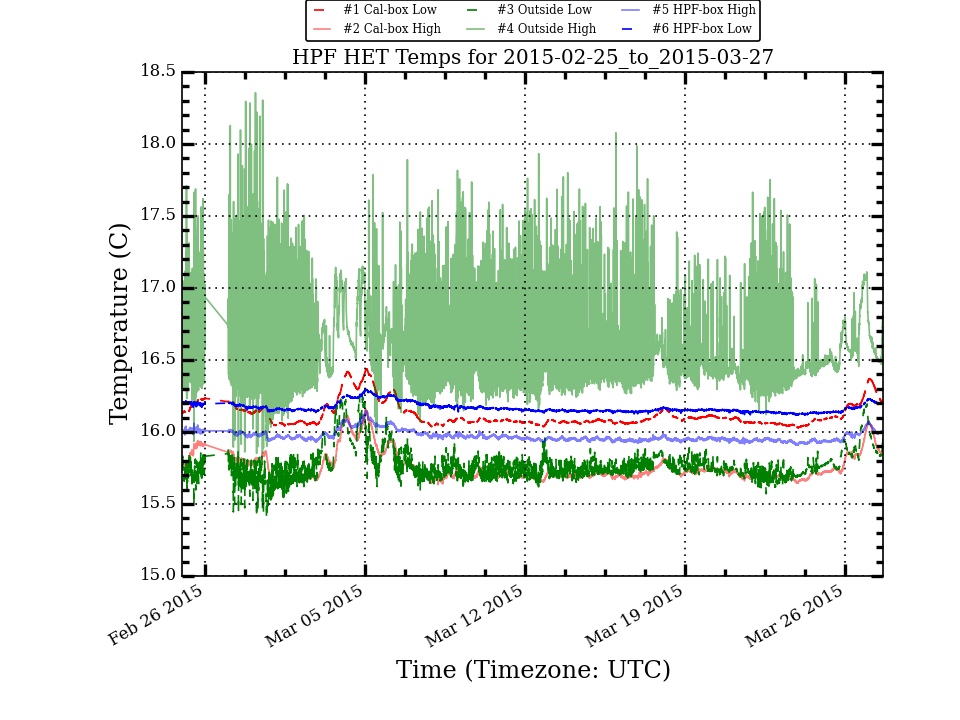 #1 Cal-box Low #3 Outside Low #5 HPF-box High
#2 Cal-box High #4 Outside High #6 HPF-box Low
HPF HET Temps for 2015-02-25_to_2015-03-27
18.5
18.0
17.5
17.0
16.5
16.0
15.5
15.0
Temperature (C)
Feb 26 2015
Mar 05 2015
Mar 12 2015
Mar 19 2015
Mar 26 2015
Time (Timezone: UTC)